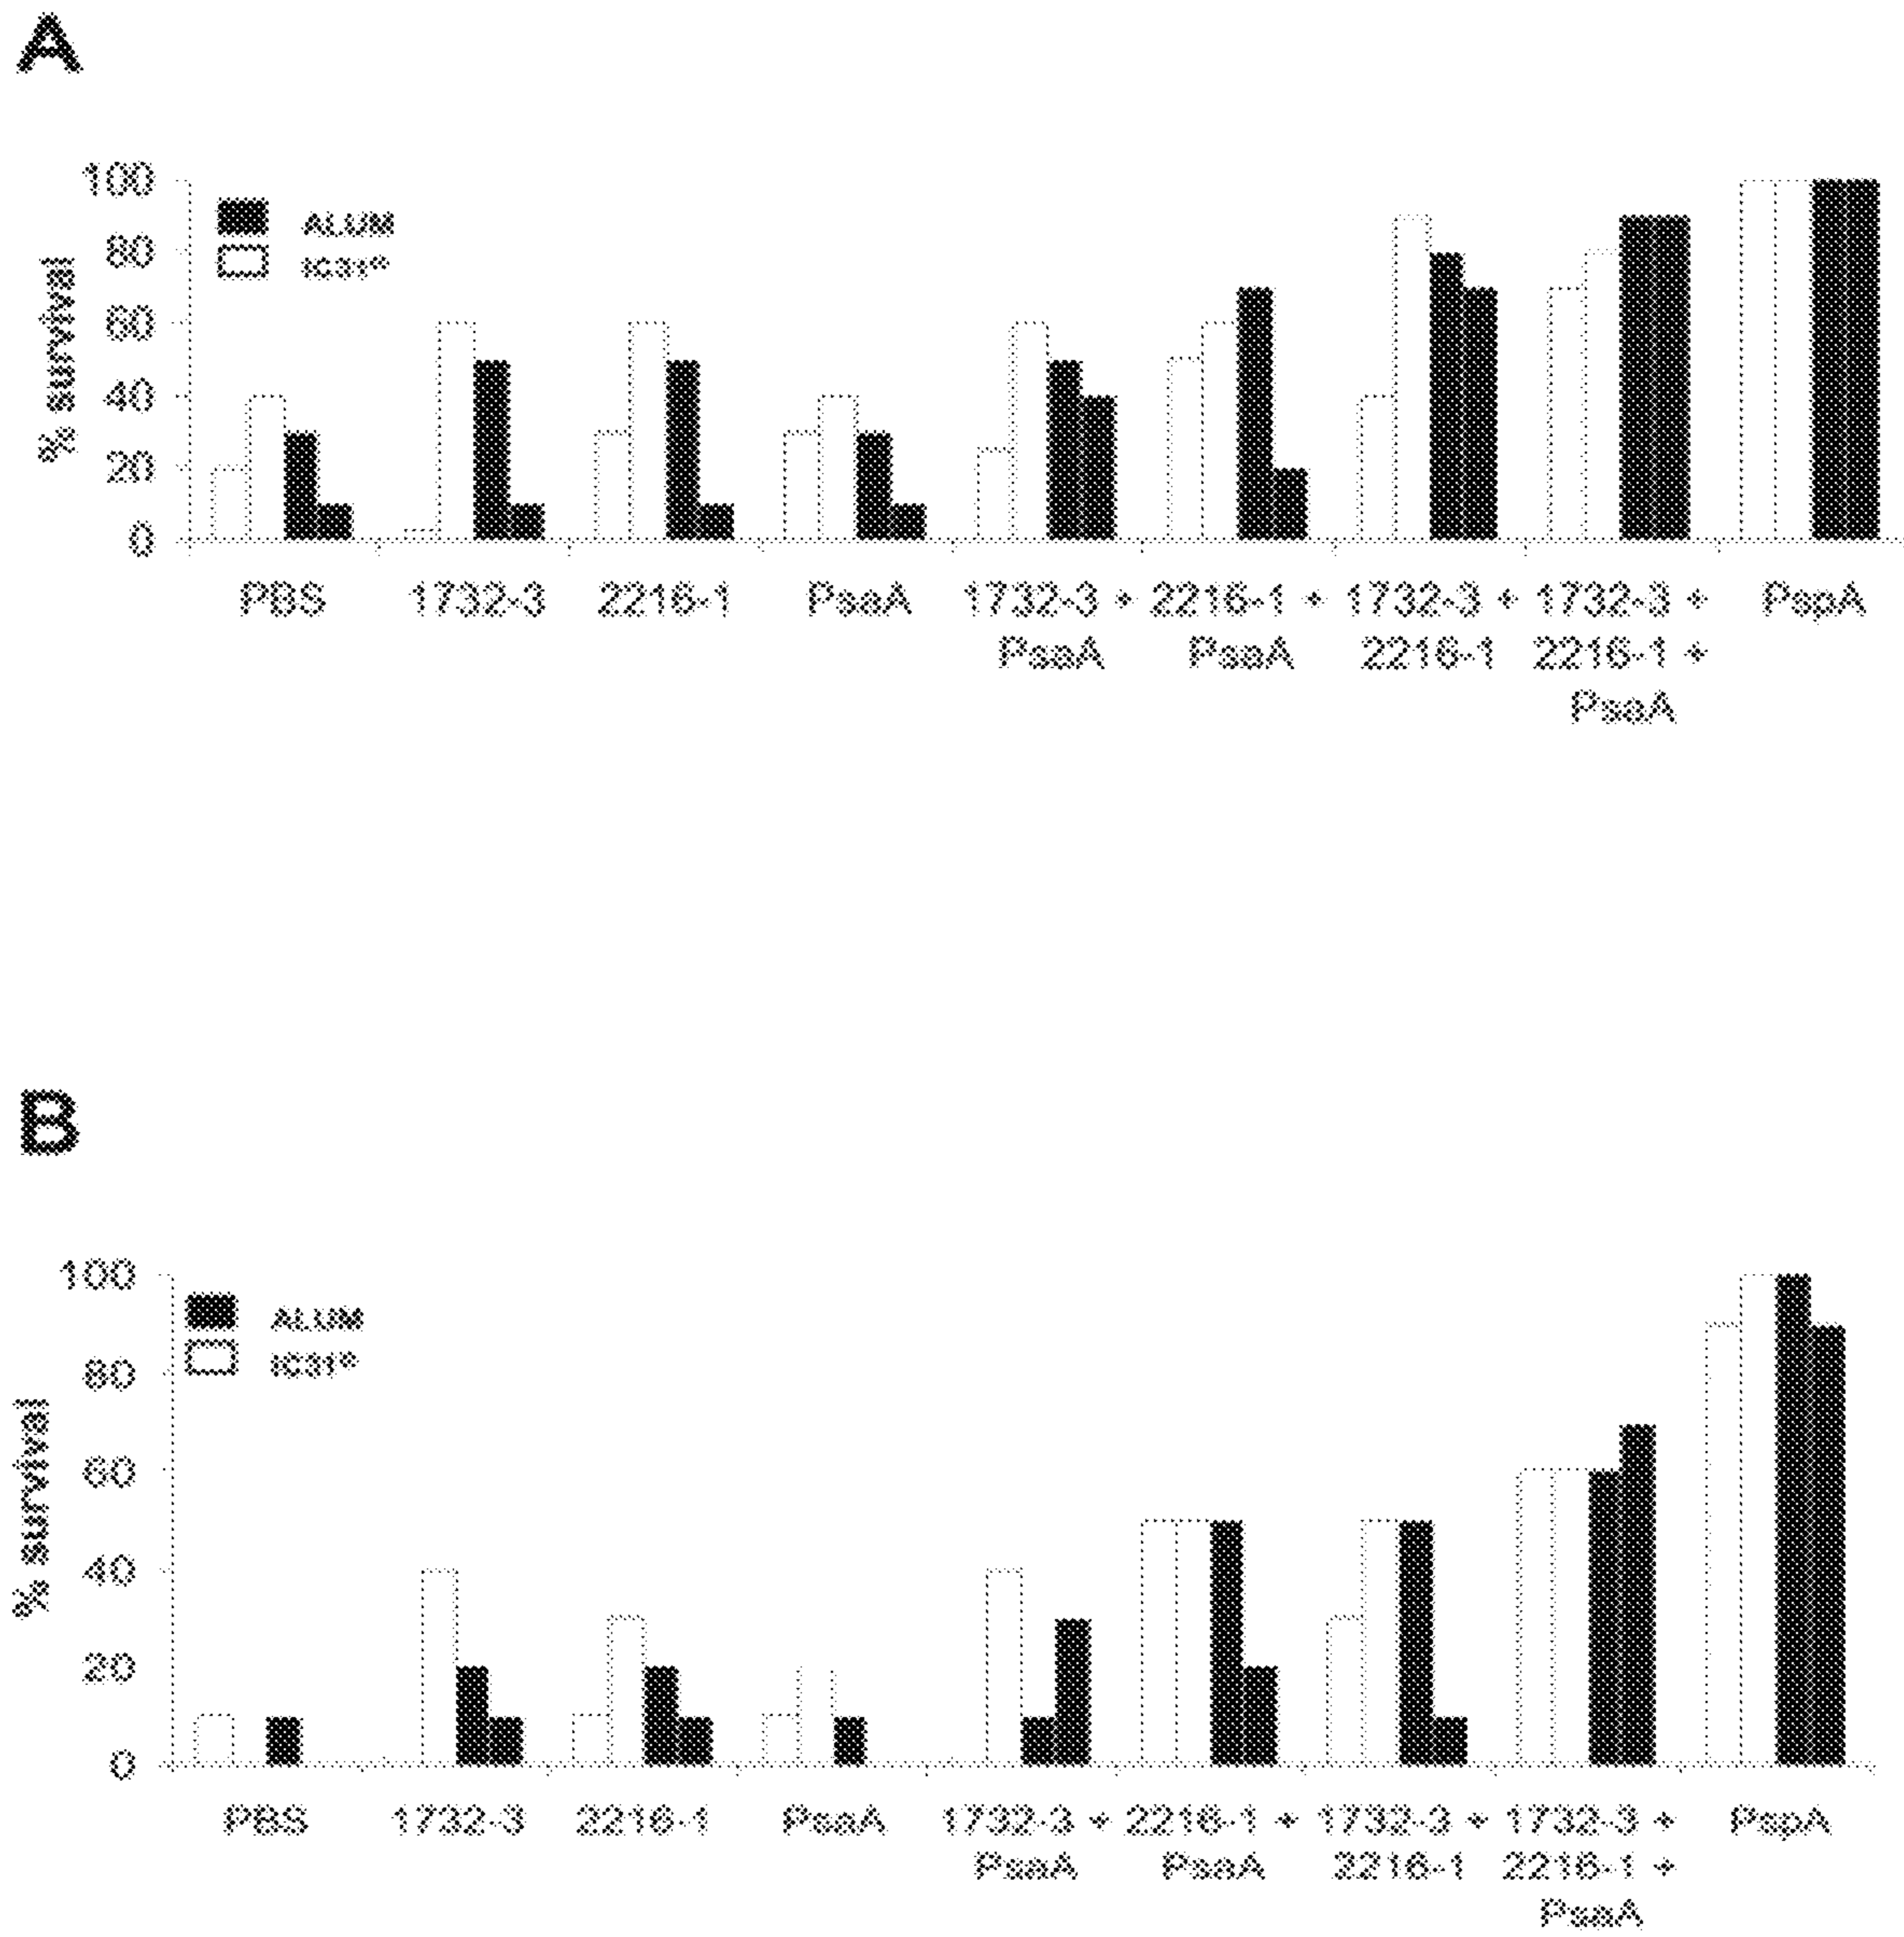 A
100
80
60
40
20
0
% survival
ALUM
IC31®
PBS 1732-3 2216-1 PsaA 1732-3 + 2216-1 + 1732-3 + 1732-3 + PspA
PsaA PsaA 2216-1 2216-1 +
PsaA
B
100
80
60
40
20
0
% survival
ALUM
IC31®
PBS 1732-3 2216-1 PsaA 1732-3 + 2216-1 + 1732-3 + 1732-3 + PspA
PsaA PsaA 2216-1 2216-1 +
PsaA